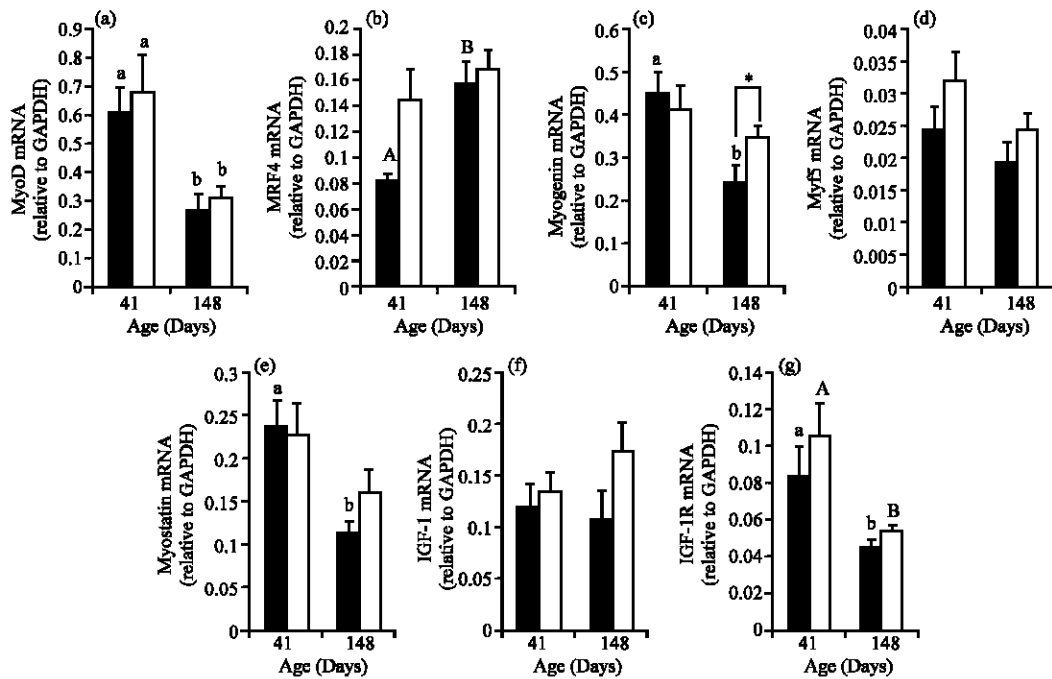 (a)
MyoD mRNA
(relative to GAPDH)
0.9
0.8
0.7
0.6
0.5
0.4
0.3
0.2
0.1
0
a
a
b
b
41
148
Age (Days)
(b)
MRF4 mRNA
(relative to GAPDH)
0.2
0.18
0.16
0.14
0.12
0.1
0.08
0.06
0.04
0.02
0
A
B
41
148
Age (Days)
(c)
Myogenin mRNA
(relative to GAPDH)
0.6
0.5
0.4
0.3
0.2
0.1
0
a
*
b
41
148
Age (Days)
(d)
Myf5 mRNA
(relative to GAPDH)
0.04
0.035
0.03
0.025
0.02
0.015
0.01
0.005
0
41
148
Age (Days)
(e)
Myostatin mRNA
(relative to GAPDH)
0.3
0.25
0.2
0.15
0.1
0.05
0
a
b
41
148
Age (Days)
(f)
IGF-1 mRNA
(relative to GAPDH)
0.25
0.2
0.15
0.1
0.05
0
41
148
Age (Days)
(g)
IGF-1R mRNA
(relative to GAPDH)
0.14
0.12
0.1
0.08
0.06
0.04
0.02
0
a
A
b
B
41
148
Age (Days)